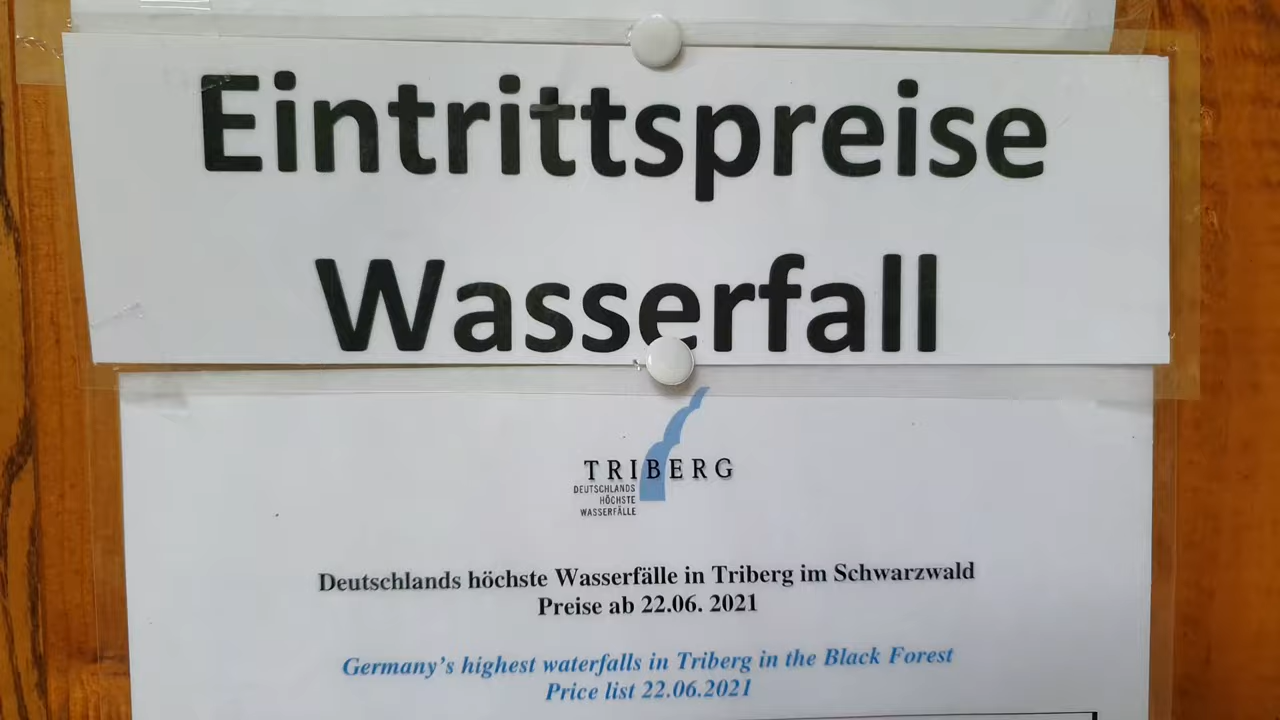 Eintrittspreise
Wasserfall
TRIBERG
DEUTSCHLANDS
HÖCHSTE
WASSERFÄLLE
Deutschlands höchste Wasserfälle in Triberg im Schwarzwald
Preise ab 22.06. 2021
Germany's highest waterfalls in Triberg in the Black Forest
Price list 22.06.2021